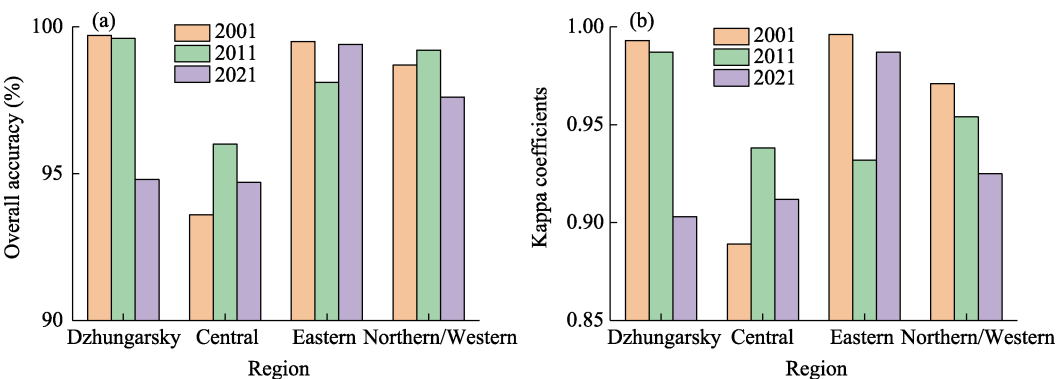 (a)
2001
2011
2021
100
95
90
Overall accuracy (%)
Dzhungarsky Central Eastern Northern/Western
Region
(b)
2001
2011
2021
1.00
0.95
0.90
0.85
Kappa coefficients
Dzhungarsky Central Eastern Northern/Western
Region